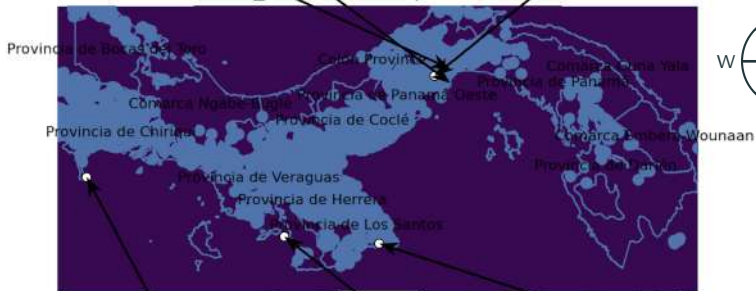 Provincia de Bocas del Toro
Colón Province
Comarca Guna Yala
Provincia de Panamá
Provincia de Panamá Oeste
Comarca Ngäbe-Buglé
Provincia de Coclé
Provincia de Chiriquí
Comarca Emberá-Wounaan
Provincia de Darién
Provincia de Veraguas
Provincia de Herrera
Provincia de Los Santos
W